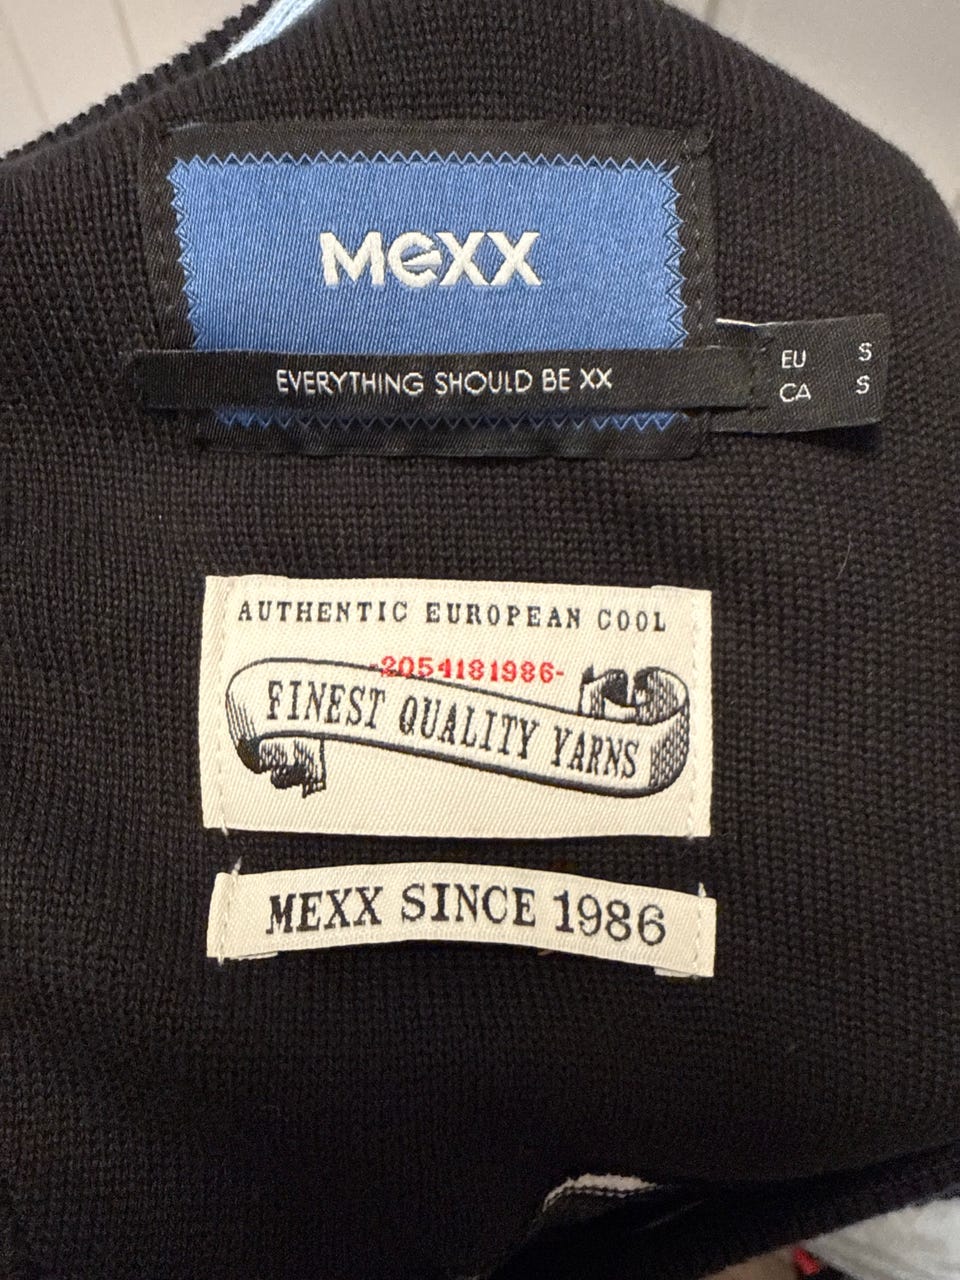 MEXX
EVERYTHING SHOULD BE XX
EU S
CA S
AUTHENTIC EUROPEAN COOL
-2054181986-
FINEST QUALITY YARNS
MEXX SINCE 1986